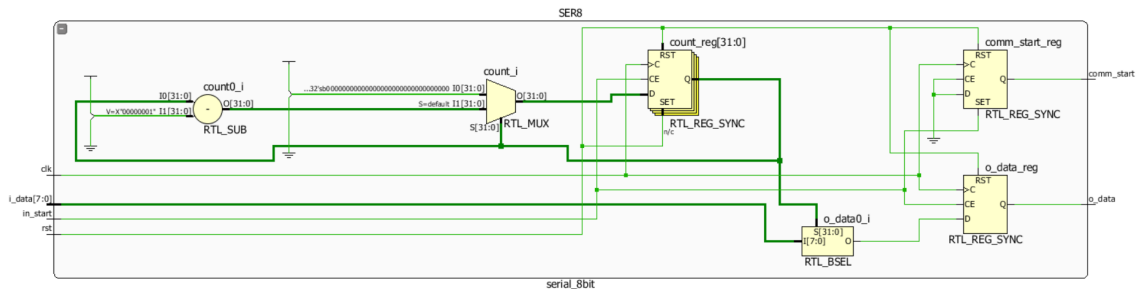 SER8
count0_i
I0[31:0]
V=X"00000001" I1[31:0]
O[31:0]
RTL_SUB
count_i
...32'sb00000000000000000000000000000000 I0[31:0]
S=default I1[31:0]
S[31:0]
O[31:0]
RTL_MUX
count_reg[31:0]
RST
C
CE
D
Q
SET
n/c
RTL_REG_SYNC
comm_start_reg
RST
C
CE
D
Q
SET
RTL_REG_SYNC
comm_start
o_data_reg
RST
C
CE
D
Q
RTL_REG_SYNC
o_data
clk
i_data[7:0]
in_start
rst
o_data0_i
S[31:0]
I[7:0]
O
RTL_BSEL
serial_8bit